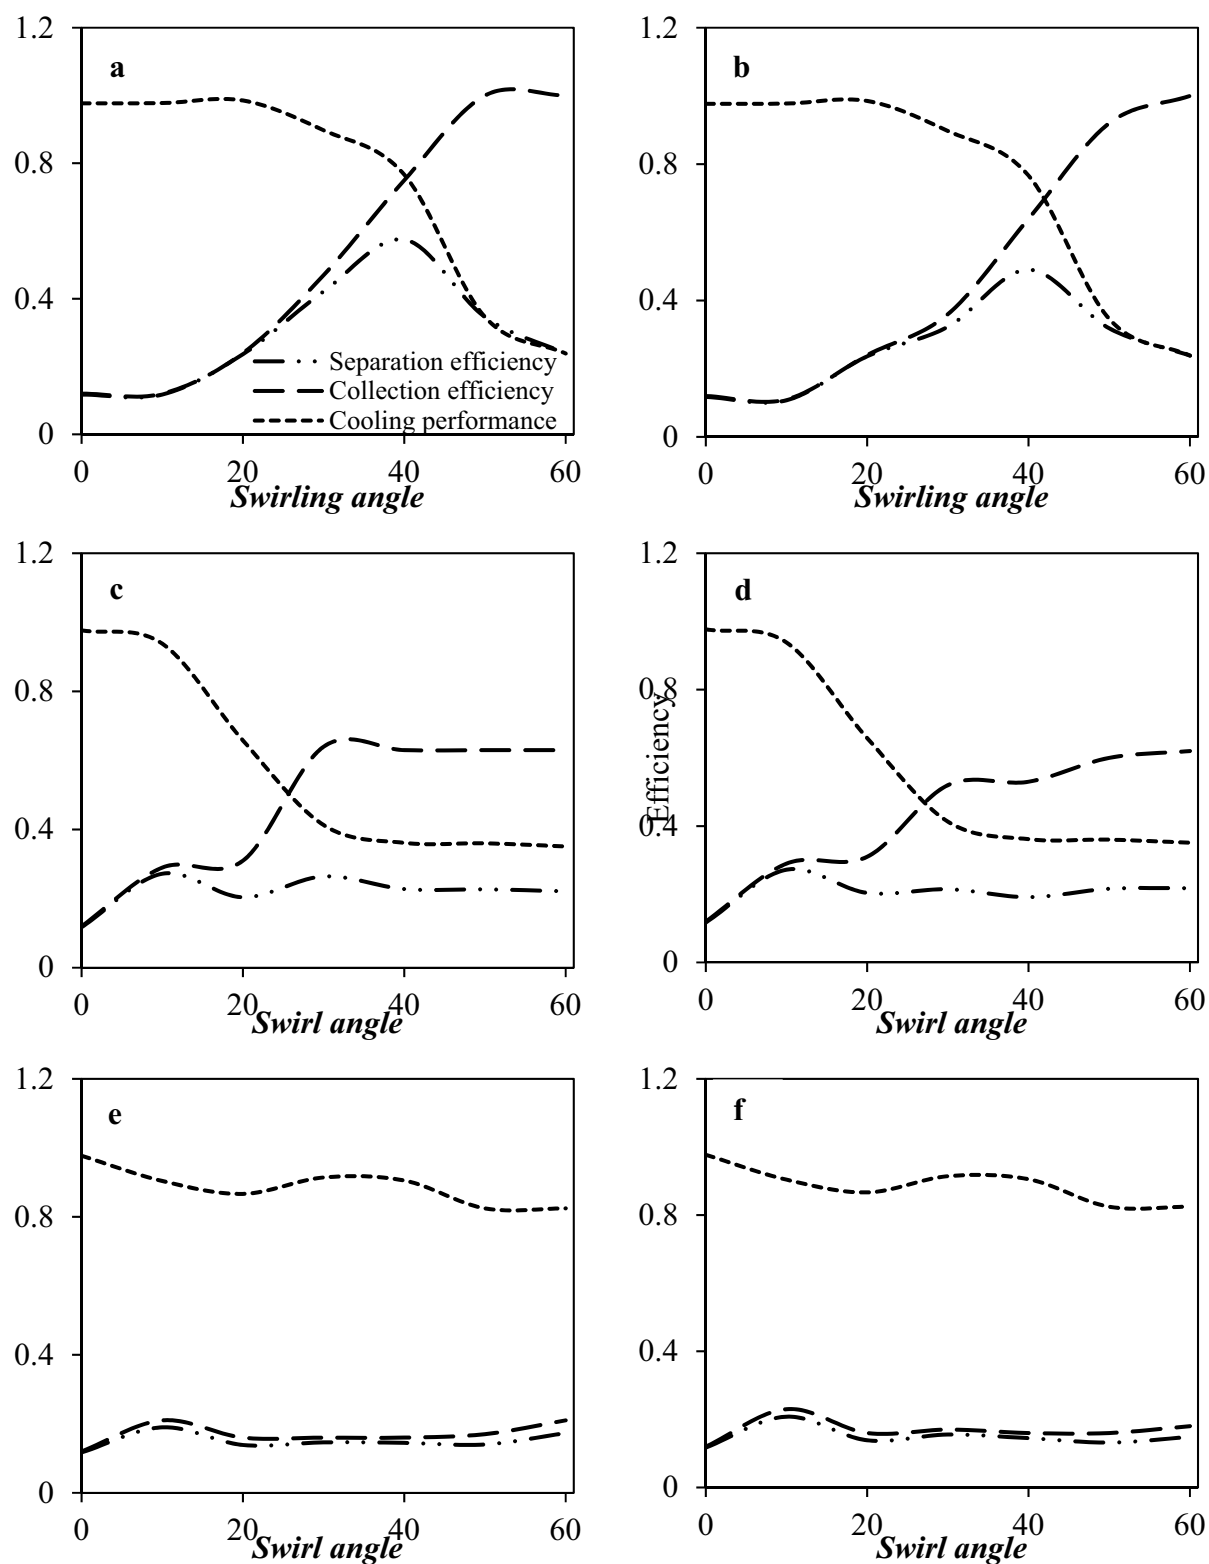 1.2
a
0.8
0.4
Separation efficiency
Collection efficiency
Cooling performance
0
0 20 40 60
Swirling angle
1.2
b
0.8
0.4
0
0 20 40 60
Swirling angle
1.2
c
0.8
0.4
0
0 20 40 60
Swirl angle
1.2
d
0.8
Efficiency
0.4
0
0 20 40 60
Swirl angle
1.2
e
0.8
0.4
0
0 20 40 60
Swirl angle
1.2
f
0.8
0.4
0
0 20 40 60
Swirl angle